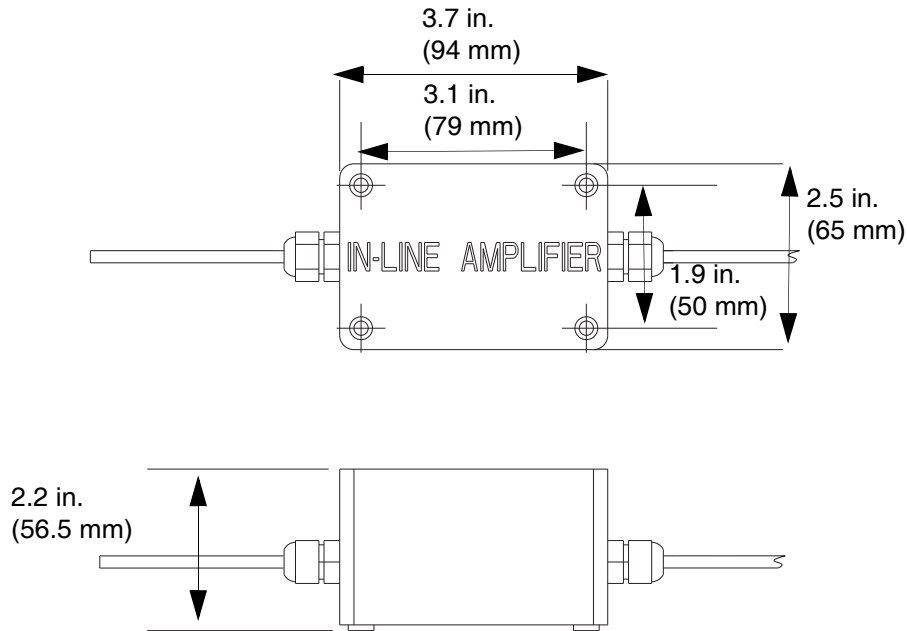 3.7 in.
(94 mm)
3.1 in.
(79 mm)
2.5 in.
(65 mm)
IN-LINE AMPLIFIER
1.9 in.
(50 mm)
2.2 in.
(56.5 mm)